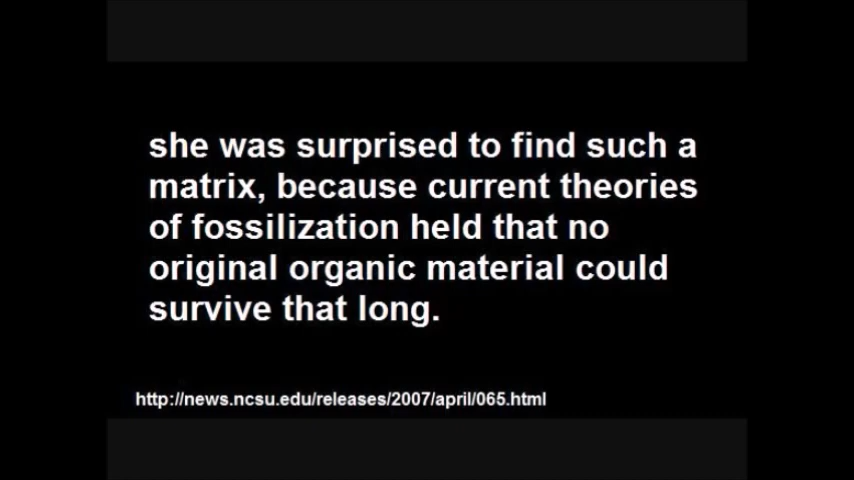 she was surprised to find such a
matrix, because current theories
of fossilization held that no
original organic material could
survive that long.
http://news.ncsu.edu/releases/2007/april/065.html